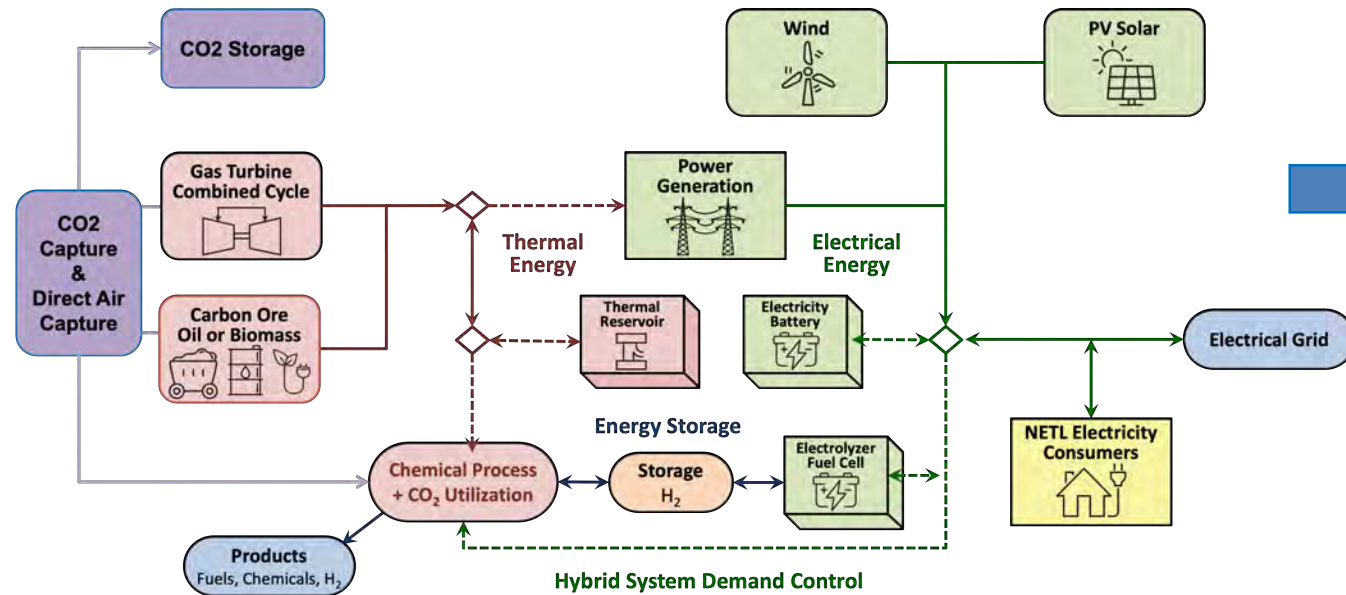 CO2 Storage
Wind
PV Solar
CO2
Capture
&
Direct Air
Capture
Gas Turbine
Combined Cycle
Power
Generation
Thermal
Energy
Electrical
Energy
Carbon Ore
Oil or Biomass
Thermal
Reservoir
Electricity
Battery
Electrical Grid
Energy Storage
NETL Electricity
Consumers
Chemical Process
+ CO₂ Utilization
Storage
H₂
Electrolyzer
Fuel Cell
Products
Fuels, Chemicals, H₂
Hybrid System Demand Control